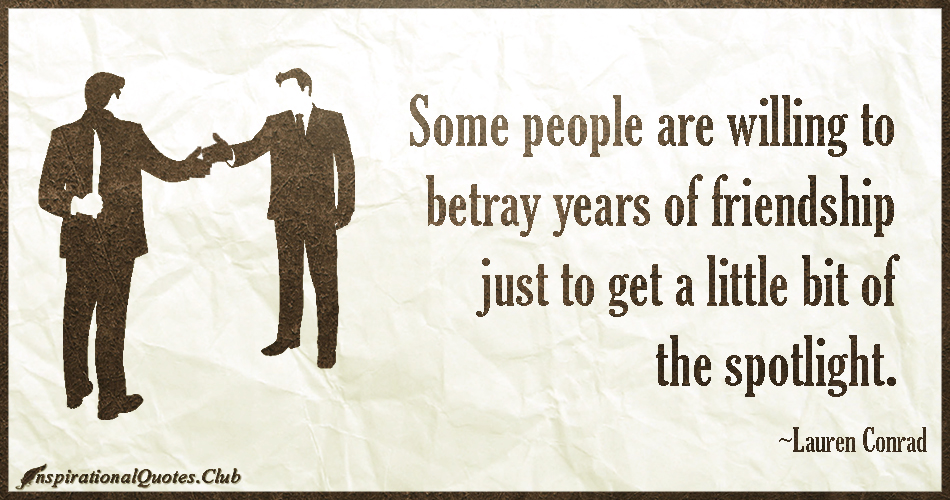 Some people are willing to
betray years of friendship
just to get a little bit of
the spotlight.
~Lauren Conrad
InspirationalQuotes.Club